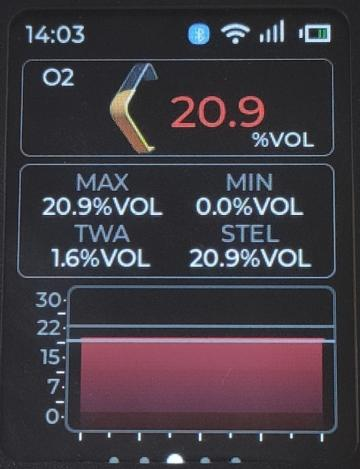 14:03
O2
20.9
%VOL
MAX MIN
20.9%VOL 0.0%VOL
TWA STEL
1.6%VOL 20.9%VOL
30
22
15
7
0